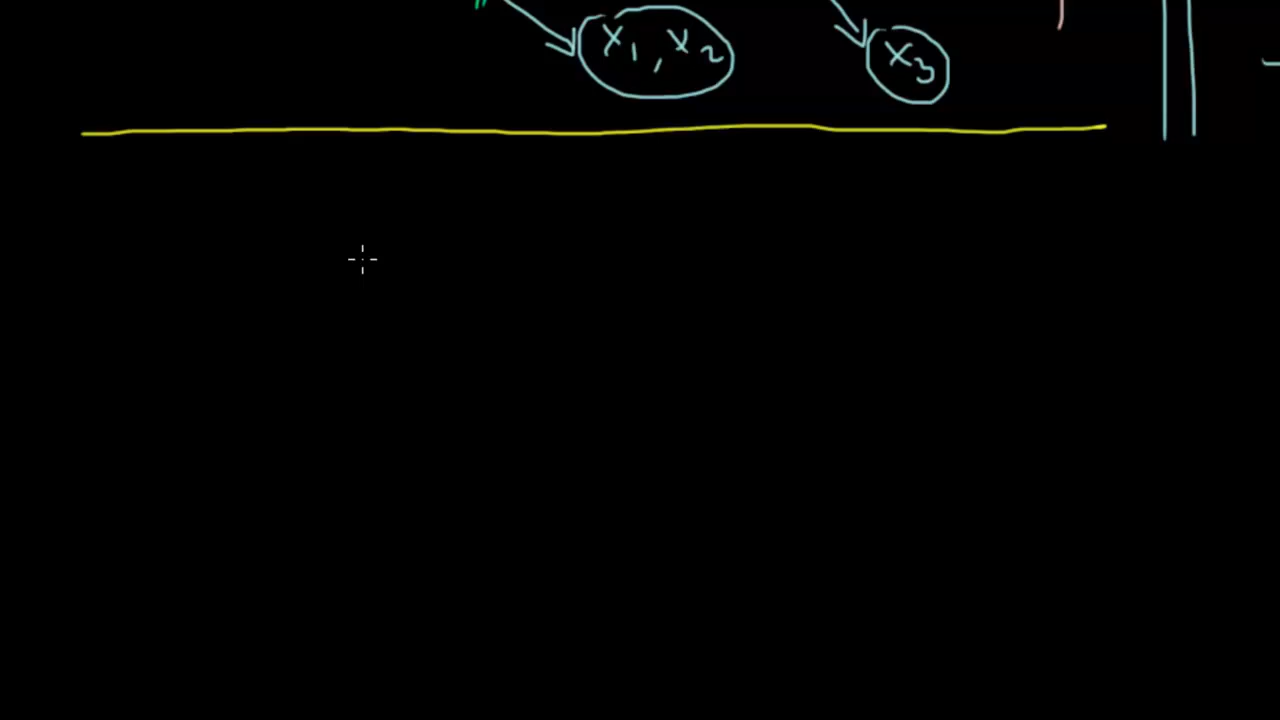 x₁, x₂ x₃